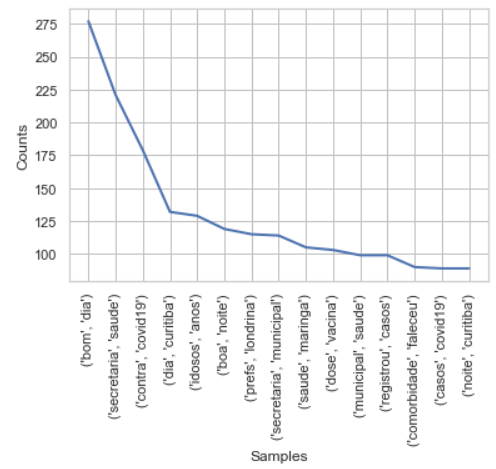 275
250
225
200
175
150
125
100
Counts
('bom', 'dia')
('secretaria', 'saude')
('contra', 'covid19')
('dia', 'curitiba')
('idosos', 'anos')
('boa', 'noite')
('prefs', 'londrina')
('secretaria', 'municipal')
('saude', 'maringa')
('dose', 'vacina')
('municipal', 'saude')
('registrou', 'casos')
('comorbidade', 'faleceu')
('casos', 'covid19')
('noite', 'curitiba')
Samples